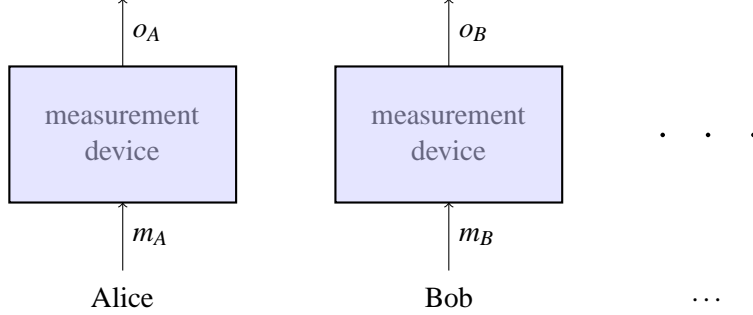 o_A
o_B
measurement
device
measurement
device
. . .
m_A
m_B
Alice
Bob
...